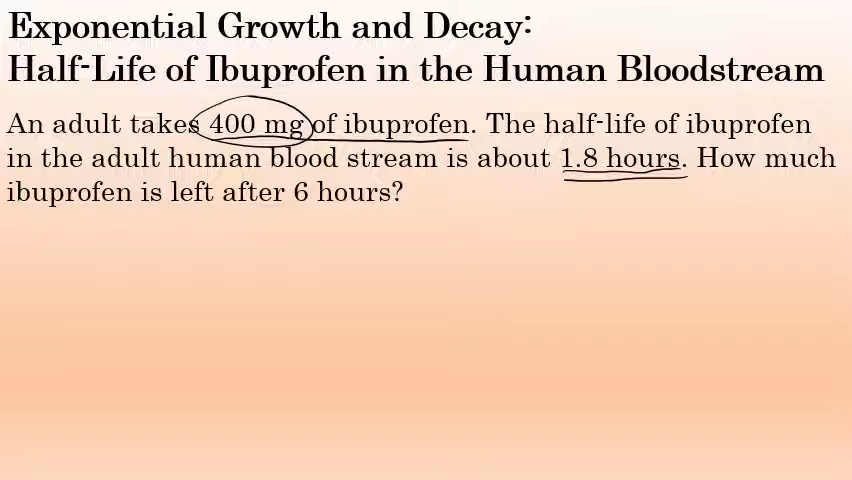 Exponential Growth and Decay:
Half-Life of Ibuprofen in the Human Bloodstream
An adult takes 400 mg of ibuprofen. The half-life of ibuprofen
in the adult human blood stream is about 1.8 hours. How much
ibuprofen is left after 6 hours?